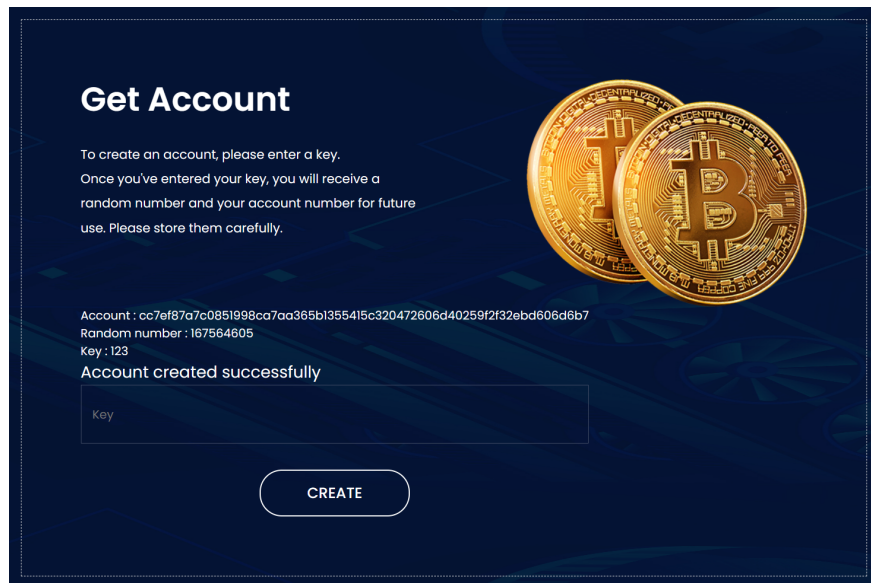 Get Account
To create an account, please enter a key.
Once you've entered your key, you will receive a
random number and your account number for future
use. Please store them carefully.
Account : cc7ef87a7c0851998ca7aa365b1355415c320472606d40259f2f32ebd606d6b7
Random number : 167564605
Key : 123
Account created successfully
Key
CREATE